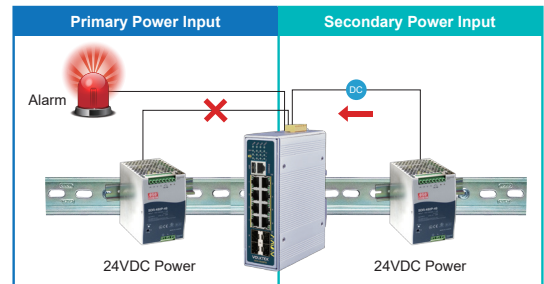 Primary Power Input
Secondary Power Input
Alarm
DC
24VDC Power
24VDC Power